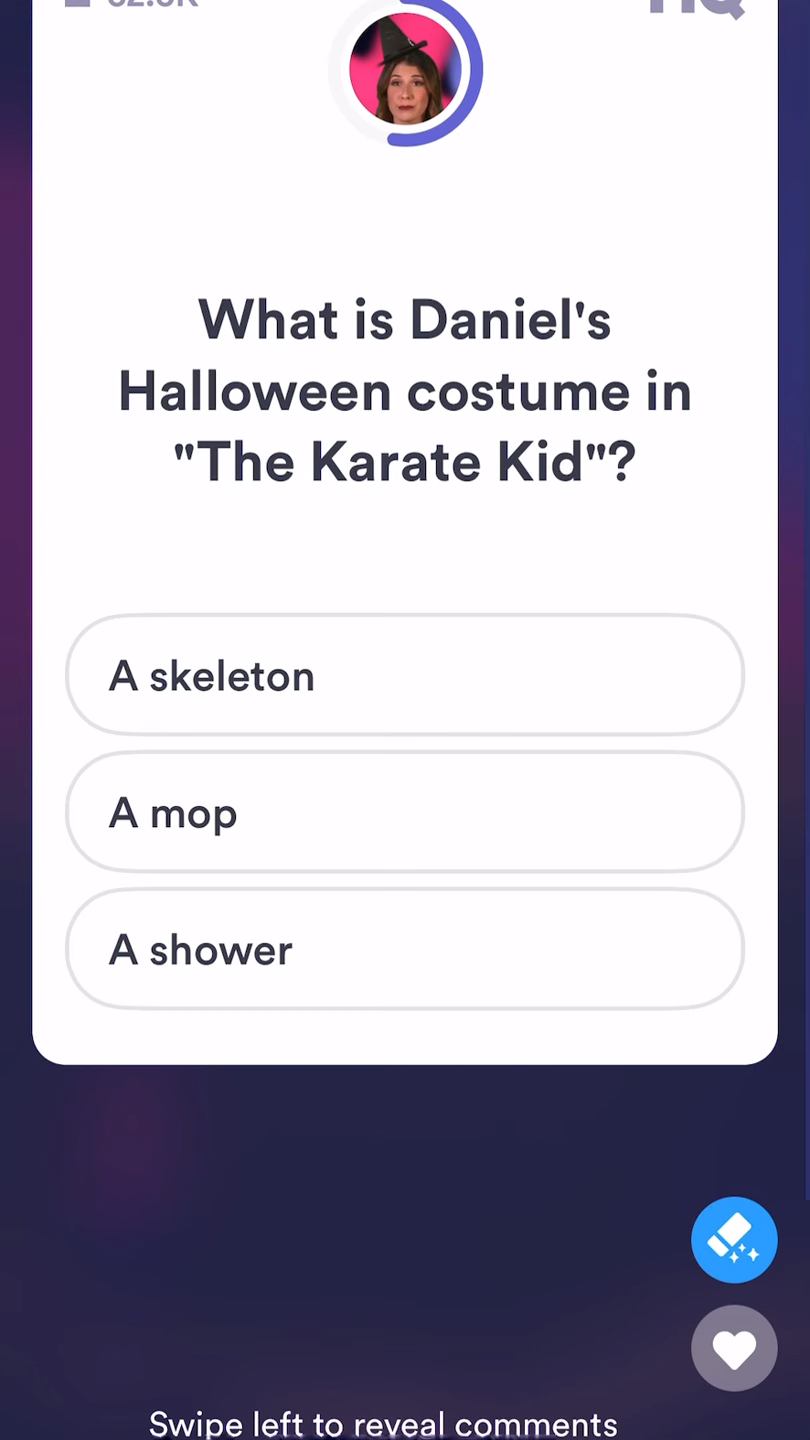 What is Daniel's
Halloween costume in
"The Karate Kid"?
A skeleton
A mop
A shower
Swipe left to reveal comments